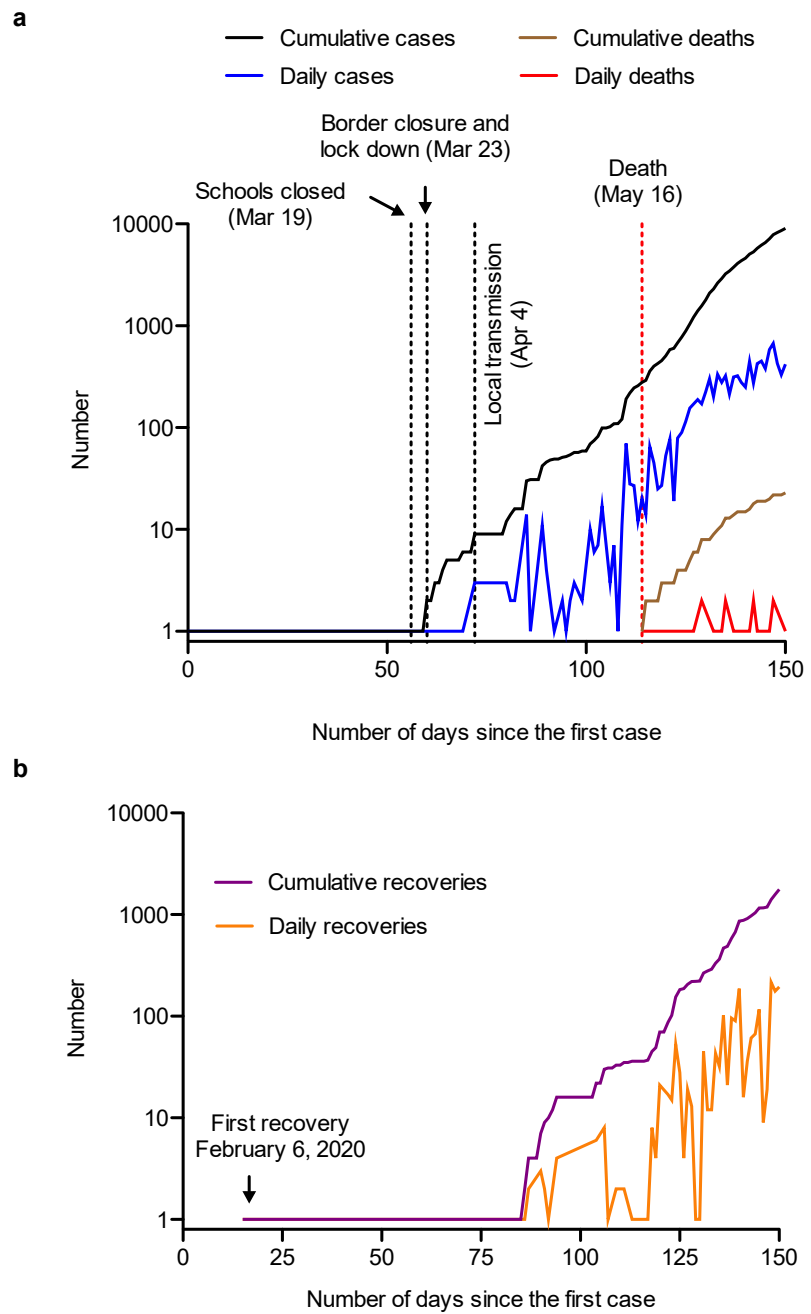 a
Cumulative cases
Cumulative deaths
Daily cases
Daily deaths
Border closure and
lock down (Mar 23)
Schools closed
(Mar 19)
Death
(May 16)
Local transmission
(Apr 4)
10000
1000
100
10
1
Number
0
50
100
150
Number of days since the first case
b
10000
1000
100
10
1
Number
Cumulative recoveries
Daily recoveries
First recovery
February 6, 2020
0
25
50
75
100
125
150
Number of days since the first case